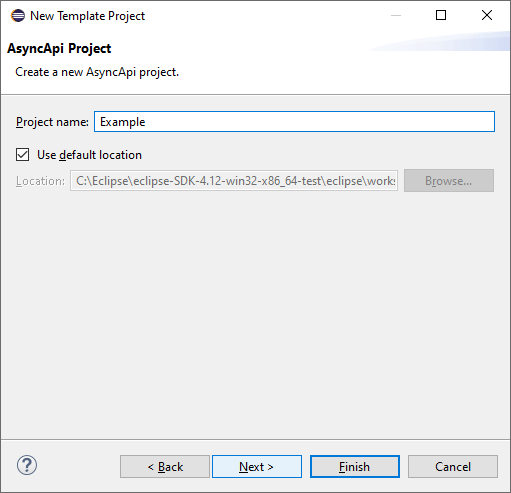 New Template Project
AsyncApi Project
Create a new AsyncApi project.
Project name: Example
Use default location
Location: C:\Eclipse\eclipse-SDK-4.12-win32-x86_64-test\eclipse\works Browse...
? < Back Next > Finish Cancel